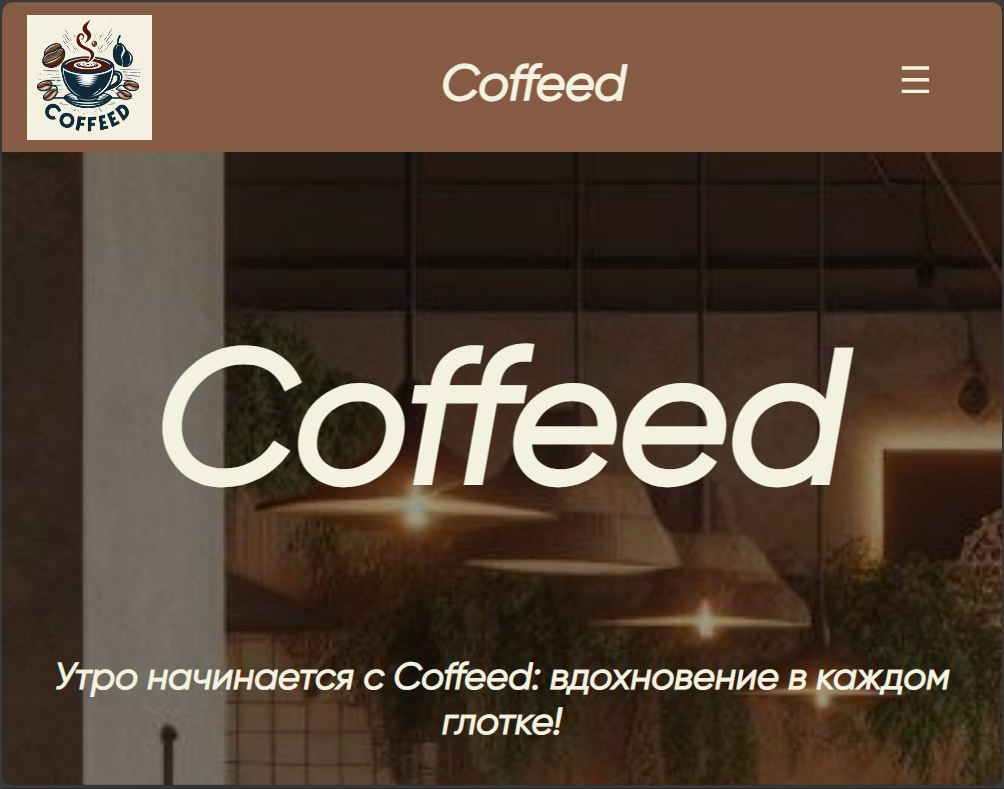 COFFEED
Coffeed
Coffeed
Утро начинается с Coffeed: вдохновение в каждом
глотке!